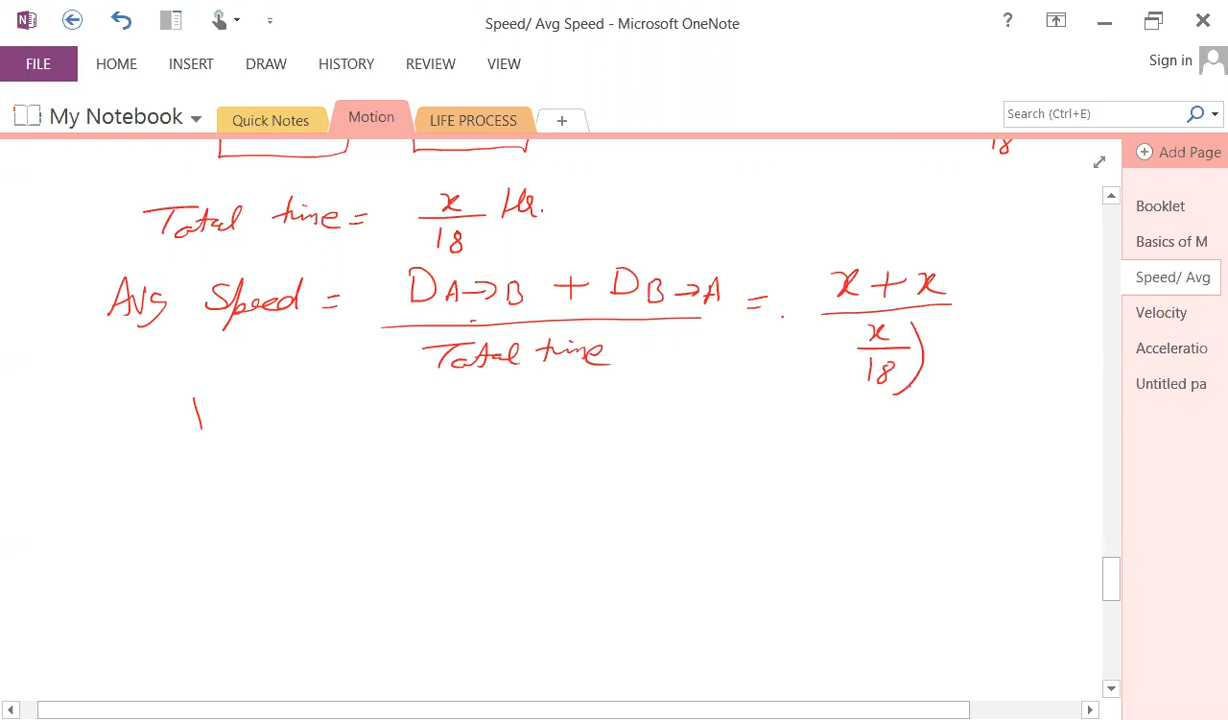 Speed/ Avg Speed - Microsoft OneNote
?
FILE HOME INSERT DRAW HISTORY REVIEW VIEW
Sign in
My Notebook Quick Notes Motion LIFE PROCESS +
Search (Ctrl+E)
Add Page
Booklet
Basics of M
Speed/ Avg
Velocity
Acceleratio
Untitled pa
18
Total time = x/18 Hr.
Avg Speed = (D A→B + D B→A) / Total time = (x + x) / (x/18)